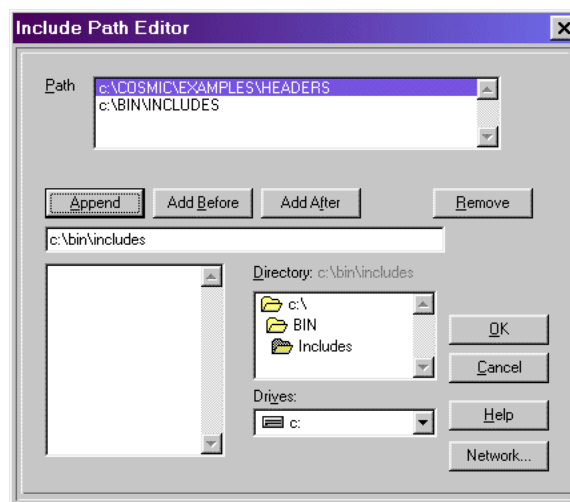 Include Path Editor
Path
c:\COSMIC\EXAMPLES\HEADERS
c:\BIN\INCLUDES
Append Add Before Add After Remove
c:\bin\includes
Directory: c:\bin\includes
c:\
BIN
Includes
OK
Cancel
Drives:
c:
Help
Network...